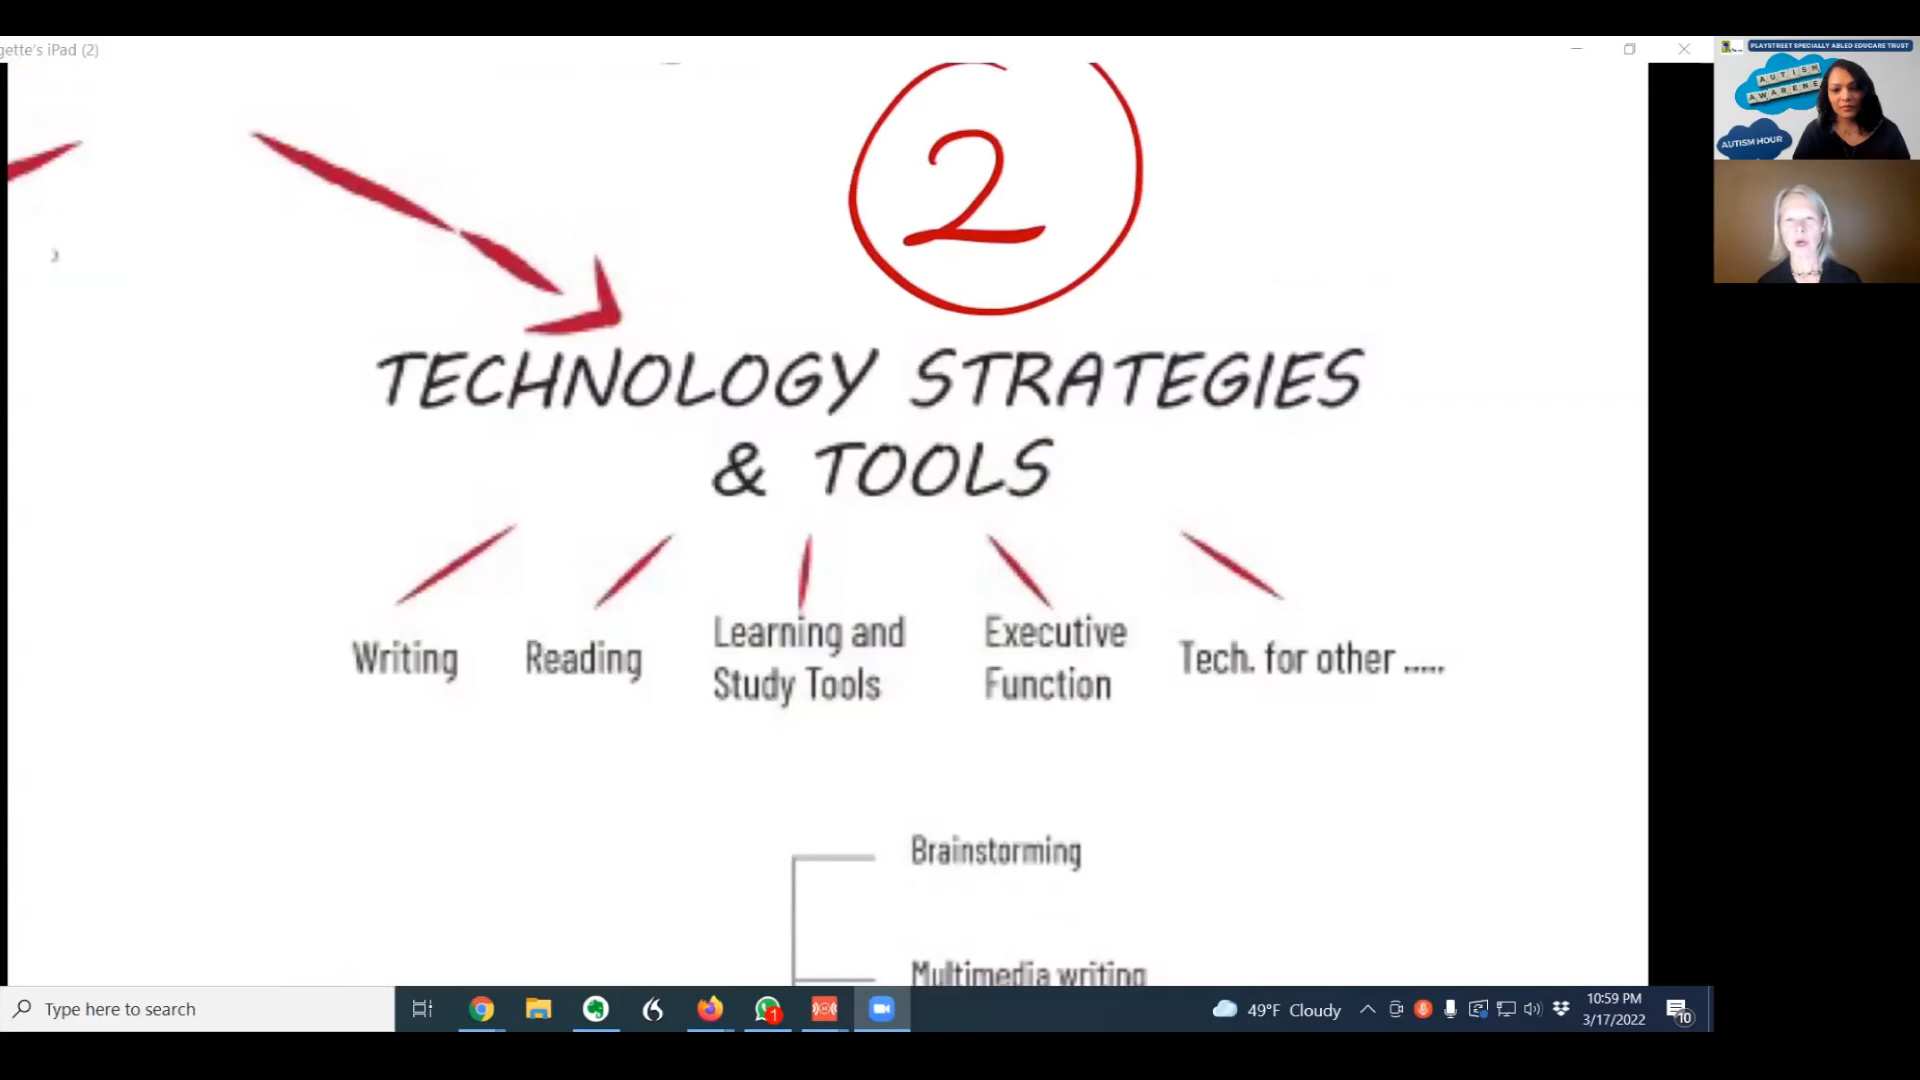 gette's iPad (2)
PLAYSTREET SPECIALLY ABLED EDUCARE TRUST
AUTISM
AWARENE
AUTISM HOUR
2
TECHNOLOGY STRATEGIES
& TOOLS
Writing
Reading
Learning and
Study Tools
Executive
Function
Tech. for other .....
Brainstorming
Multimedia writing
Type here to search
1
49°F Cloudy
10:59 PM
3/17/2022
10